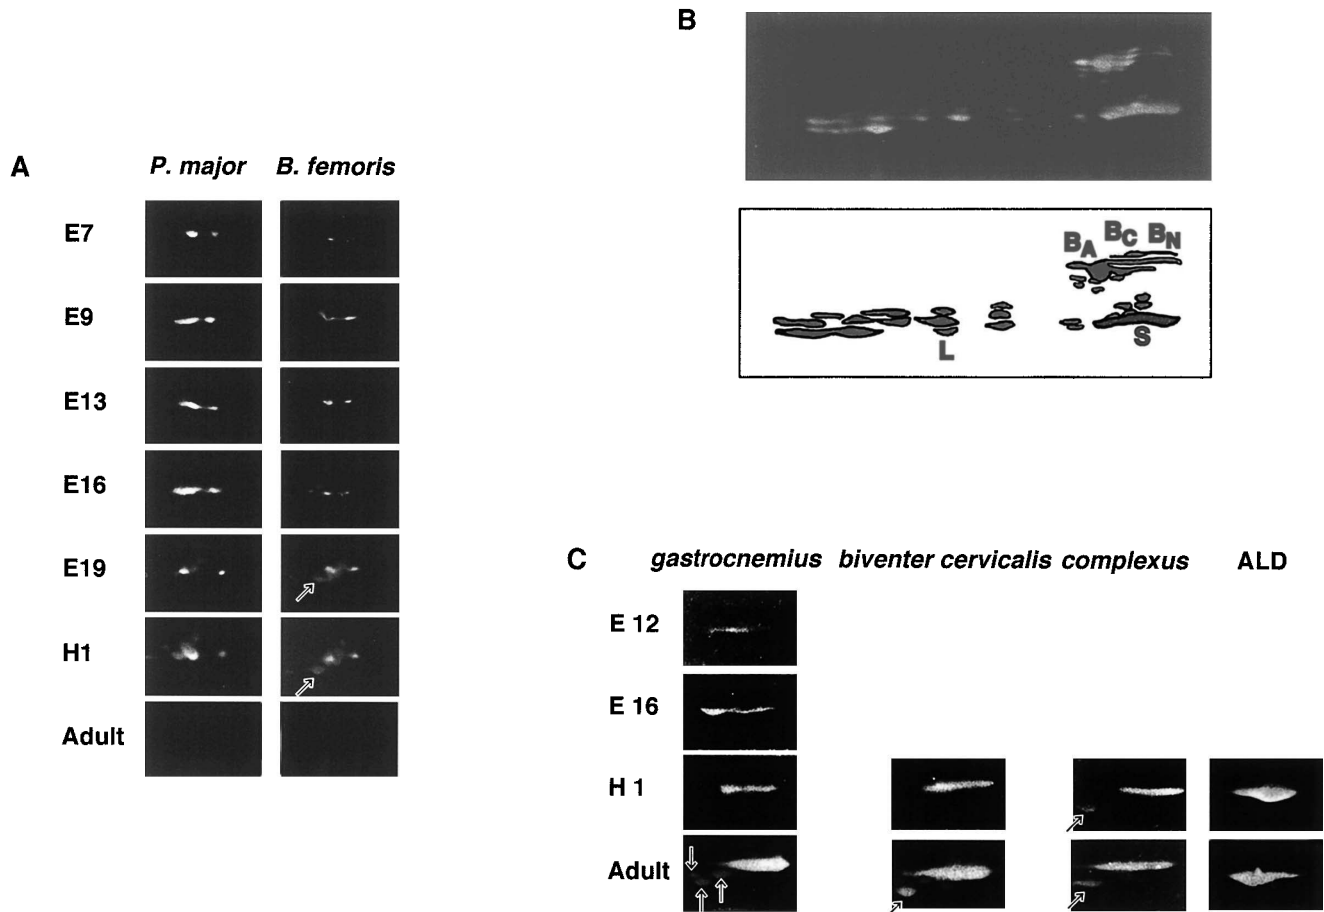 A
P. major B. femoris
E7
E9
E13
E16
E19
H1
Adult
B
BA BC BN
L S
C
gastrocnemius biventer cervicalis complexus ALD
E 12
E 16
H 1
Adult